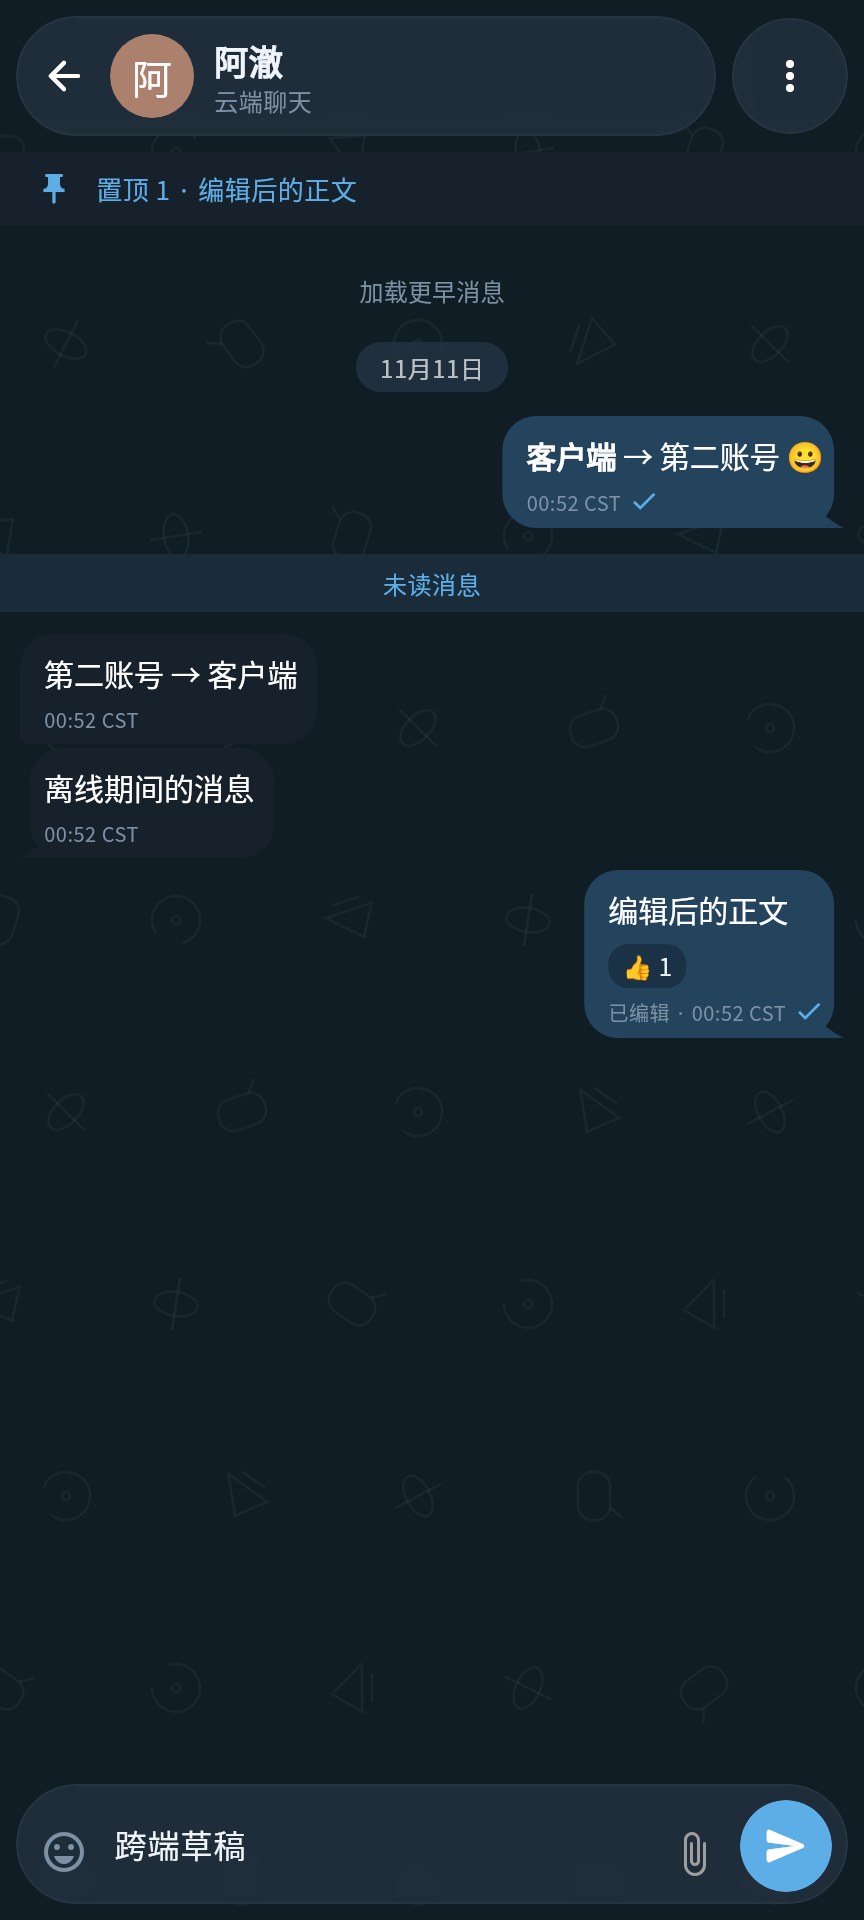 阿
阿澈
云端聊天
置顶 1 · 编辑后的正文
加载更早消息
11月11日
客户端 → 第二账号 😀
00:52 CST
未读消息
第二账号 → 客户端
00:52 CST
离线期间的消息
00:52 CST
编辑后的正文
👍 1
已编辑 · 00:52 CST
跨端草稿